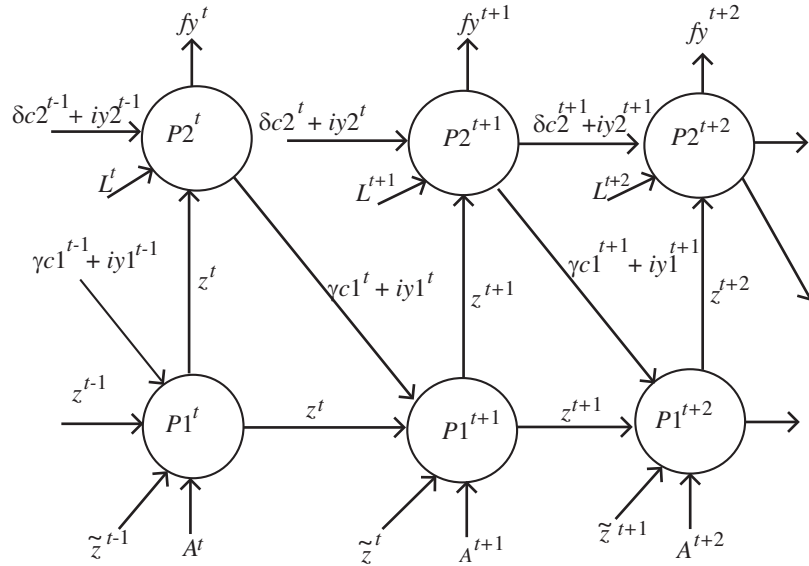 fy^t fy^{t+1} fy^{t+2}
δc2^{t-1} + iy2^{t-1} P2^t δc2^t + iy2^t P2^{t+1} δc2^{t+1} + iy2^{t+1} P2^{t+2}
L^t L^{t+1} L^{t+2}
γc1^{t-1} + iy1^{t-1} z^t γc1^t + iy1^t z^{t+1} γc1^{t+1} + iy1^{t+1} z^{t+2}
z^{t-1} P1^t z^t P1^{t+1} z^{t+1} P1^{t+2}
z̃^{t-1} A^t z̃^t A^{t+1} z̃^{t+1} A^{t+2}